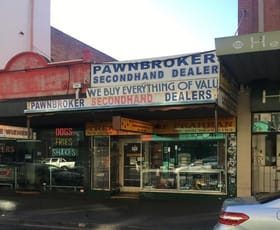 PAWNBROKER
SECONDHAND DEALER
WE BUY EVERYTHING OF VALU
PAWNBROKER SECONDHAND DEALERS
DOGS
FRIES
SHAKES